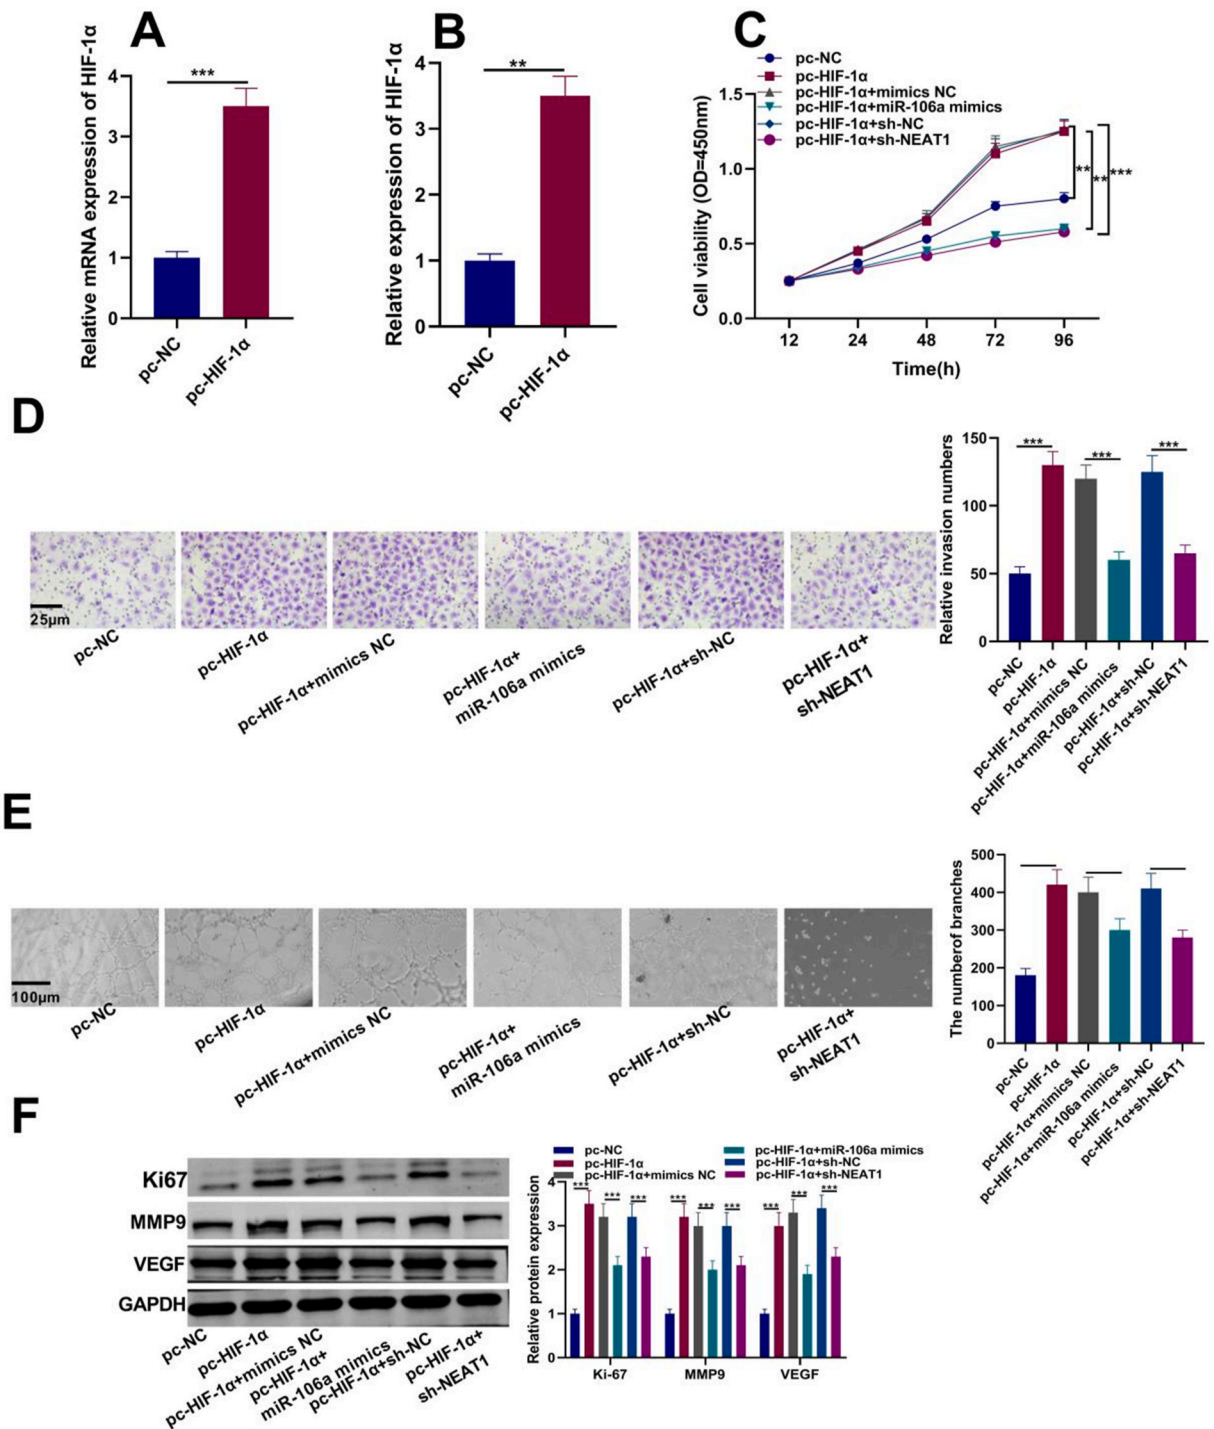 A
Relative mRNA expression of HIF-1α
4
3
2
1
0
***
pc-NC
pc-HIF-1α
B
Relative expression of HIF-1α
4
3
2
1
0
**
pc-NC
pc-HIF-1α
C
pc-NC
pc-HIF-1α
pc-HIF-1α+mimics NC
pc-HIF-1α+miR-106a mimics
pc-HIF-1α+sh-NC
pc-HIF-1α+sh-NEAT1
Cell viability (OD=450nm)
1.5
1.0
0.5
0.0
** ** ***
12 24 48 72 96
Time(h)
D
25μm
pc-NC
pc-HIF-1α
pc-HIF-1α+mimics NC
pc-HIF-1α+
miR-106a mimics
pc-HIF-1α+sh-NC
pc-HIF-1α+
sh-NEAT1
Relative invasion numbers
150
100
50
0
*** *** ***
pc-NC
pc-HIF-1α
pc-HIF-1α+mimics NC
pc-HIF-1α+miR-106a mimics
pc-HIF-1α+sh-NC
pc-HIF-1α+sh-NEAT1
E
100μm
pc-NC
pc-HIF-1α
pc-HIF-1α+mimics NC
pc-HIF-1α+
miR-106a mimics
pc-HIF-1α+sh-NC
pc-HIF-1α+
sh-NEAT1
The numberof branches
500
400
300
200
100
0
pc-NC
pc-HIF-1α
pc-HIF-1α+mimics NC
pc-HIF-1α+miR-106a mimics
pc-HIF-1α+sh-NC
pc-HIF-1α+sh-NEAT1
F
Ki67
MMP9
VEGF
GAPDH
pc-NC
pc-HIF-1α
pc-HIF-1α+mimics NC
pc-HIF-1α+
miR-106a mimics
pc-HIF-1α+sh-NC
pc-HIF-1α+
sh-NEAT1
pc-NC
pc-HIF-1α
pc-HIF-1α+mimics NC
pc-HIF-1α+miR-106a mimics
pc-HIF-1α+sh-NC
pc-HIF-1α+sh-NEAT1
Relative protein expression
4
3
2
1
0
*** *** *** *** *** *** *** *** ***
Ki-67 MMP9 VEGF